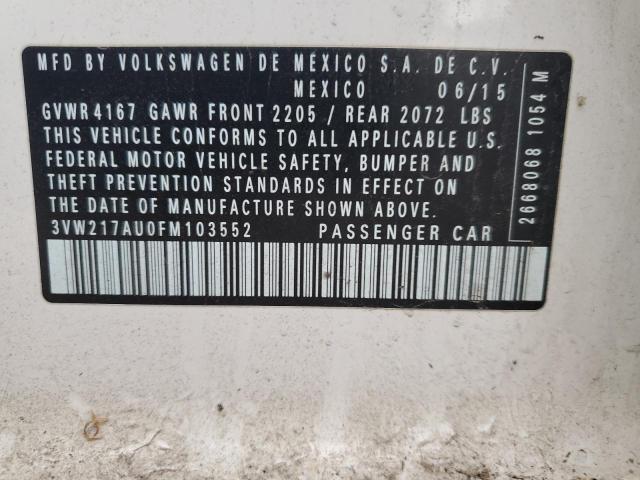 MFD BY VOLKSWAGEN DE MEXICO S.A. DE C.V.
MEXICO 06/15
GVWR 4167 GAWR FRONT 2205 / REAR 2072 LBS
THIS VEHICLE CONFORMS TO ALL APPLICABLE U.S.
FEDERAL MOTOR VEHICLE SAFETY, BUMPER AND
THEFT PREVENTION STANDARDS IN EFFECT ON
THE DATE OF MANUFACTURE SHOWN ABOVE.
3VW217AU0FM103552 PASSENGER CAR
2668068 1054 M